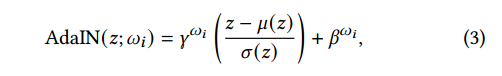 AdaIN(z; ωᵢ) = γ^{ωᵢ} ( (z − μ(z)) / σ(z) ) + β^{ωᵢ}, (3)